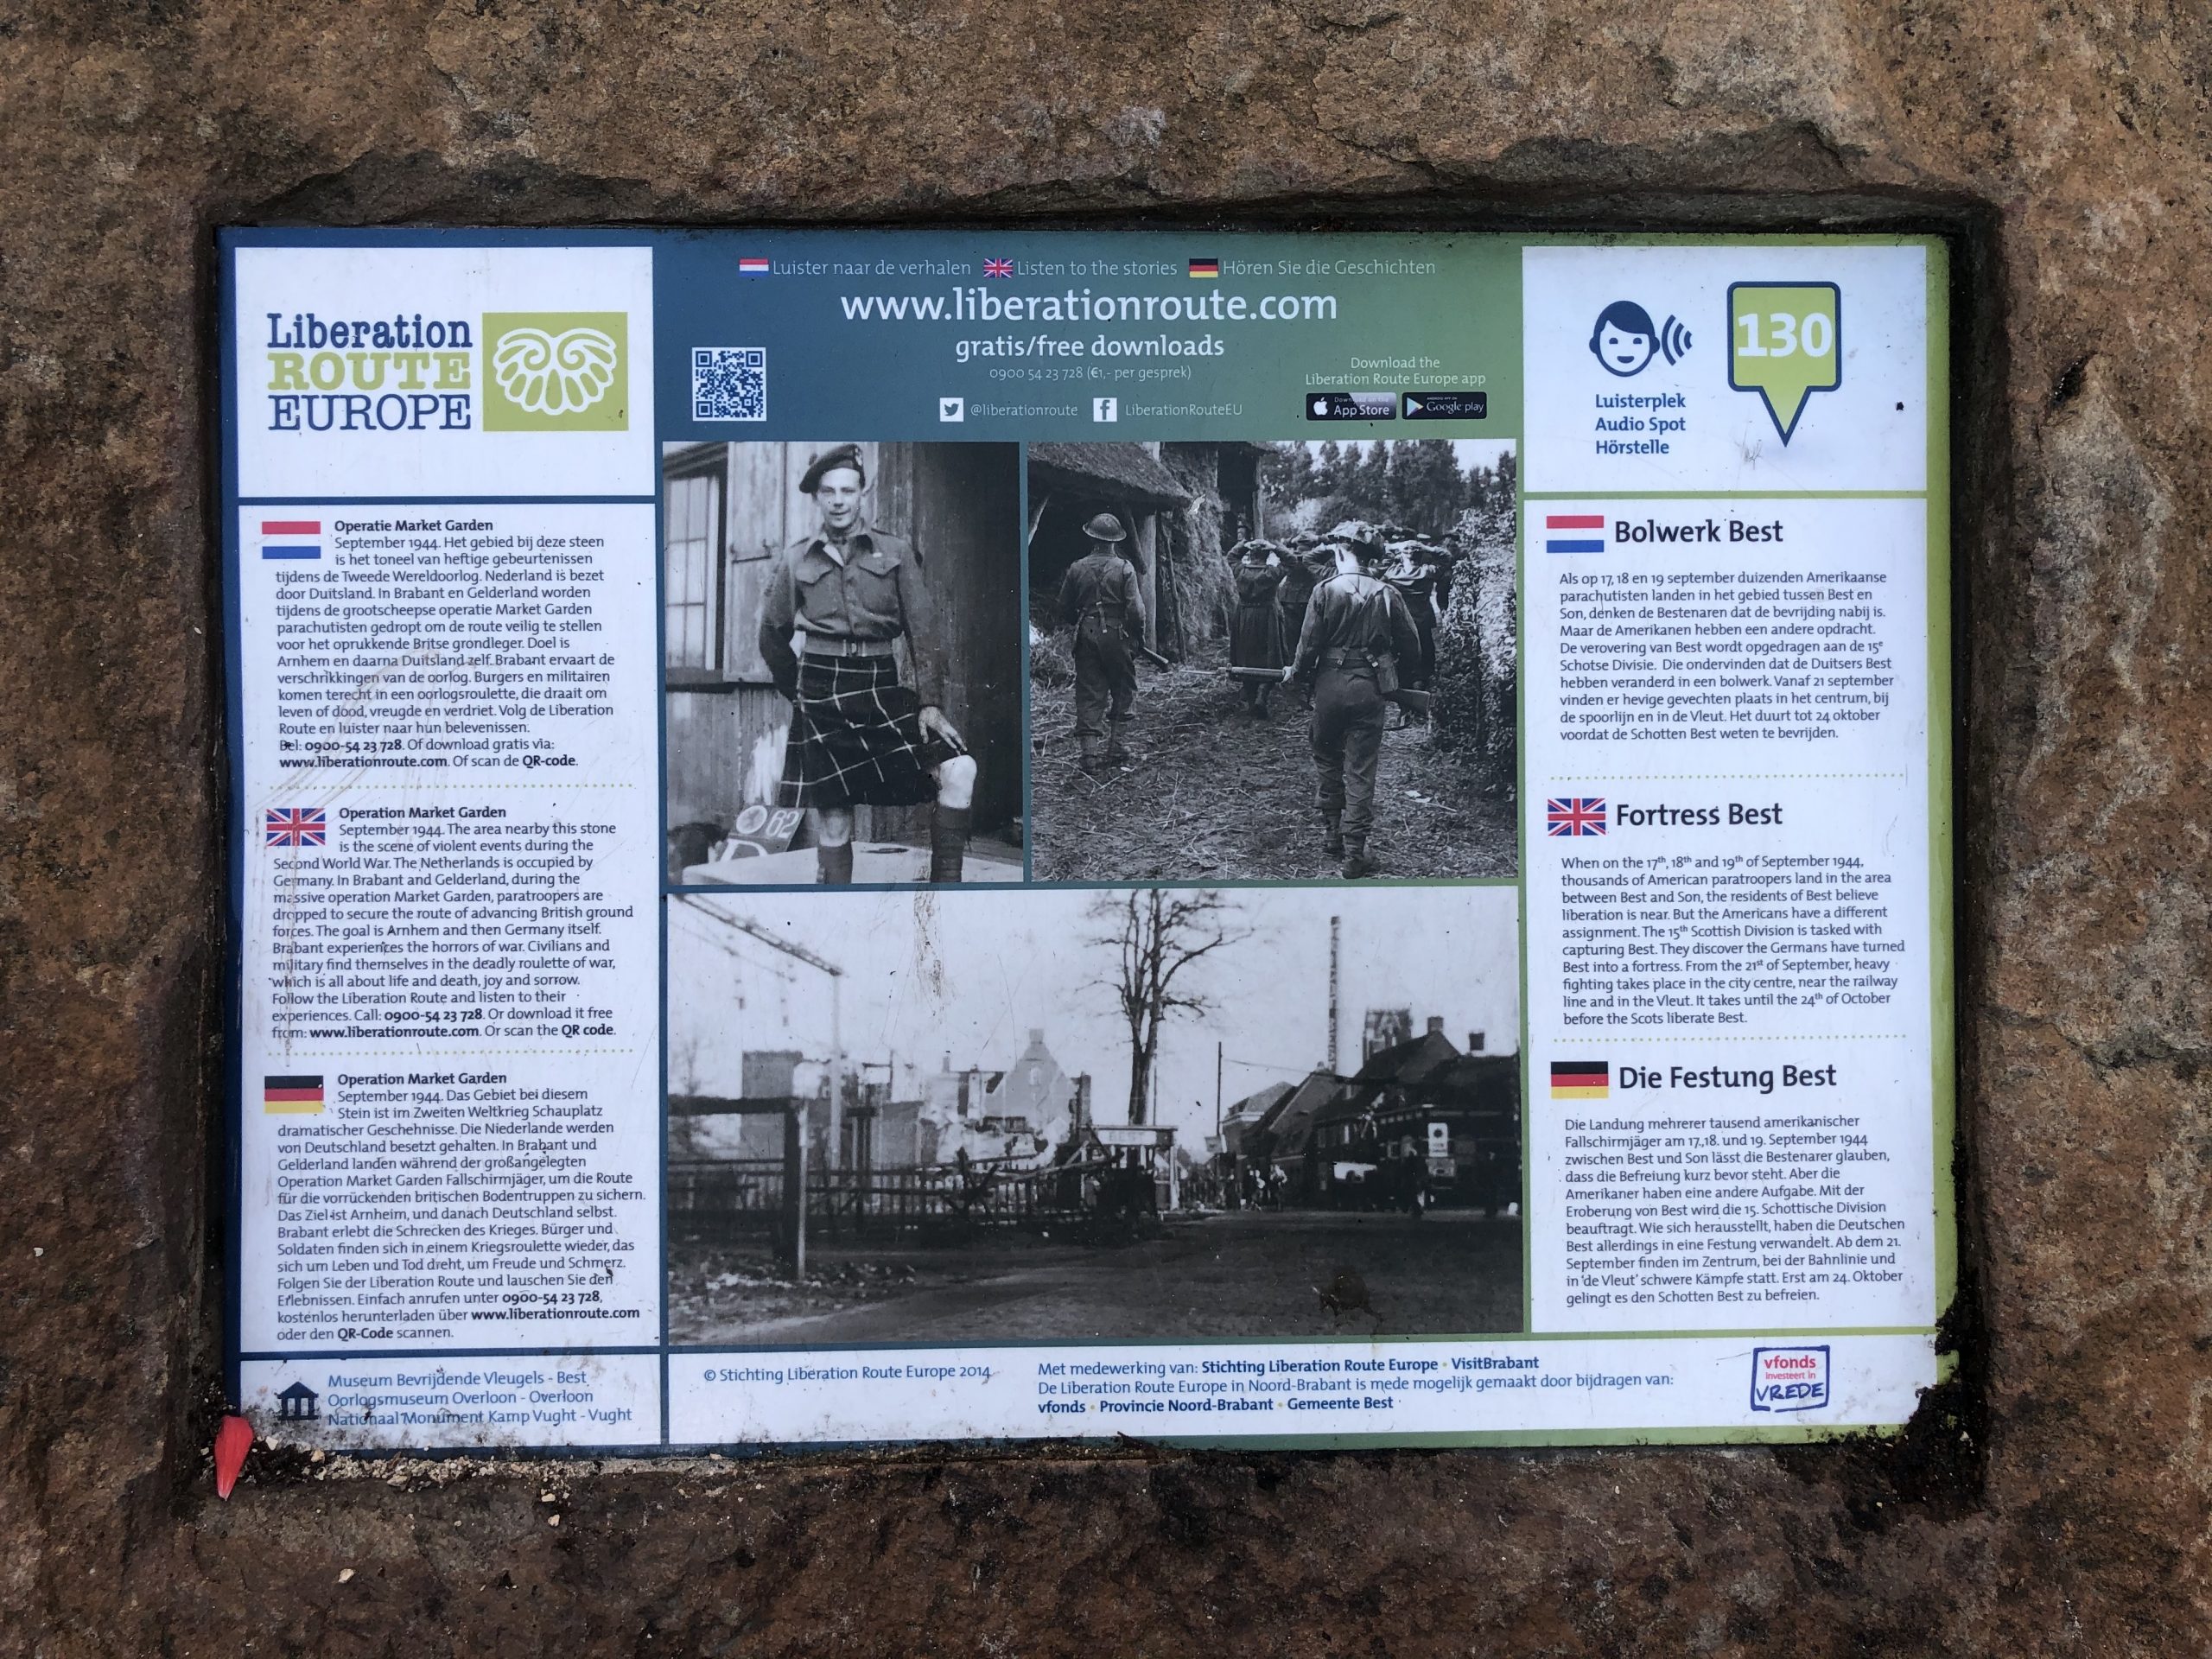 Liberation
ROUTE
EUROPE
Luister naar de verhalen Listen to the stories Hören Sie die Geschichten
www.liberationroute.com
gratis/free downloads
0900 54 23 728 (€1,- per gesprek)
@liberationroute LiberationRouteEU
Download the
Liberation Route Europe app
Download on the
App Store
ANDROID APP ON
Google play
130
Luisterplek
Audio Spot
Hörstelle
Operatie Market Garden
September 1944. Het gebied bij deze steen
is het toneel van heftige gebeurtenissen
tijdens de Tweede Wereldoorlog. Nederland is bezet
door Duitsland. In Brabant en Gelderland worden
tijdens de grootscheepse operatie Market Garden
parachutisten gedropt om de route veilig te stellen
voor het oprukkende Britse grondleger. Doel is
Arnhem en daarna Duitsland zelf. Brabant ervaart de
verschrikkingen van de oorlog. Burgers en militairen
komen terecht in een oorlogsroulette, die draait om
leven of dood, vreugde en verdriet. Volg de Liberation
Route en luister naar hun belevenissen.
Bel: 0900-54 23 728. Of download gratis via:
www.liberationroute.com. Of scan de QR-code.
Operation Market Garden
September 1944. The area nearby this stone
is the scene of violent events during the
Second World War. The Netherlands is occupied by
Germany. In Brabant and Gelderland, during the
massive operation Market Garden, paratroopers are
dropped to secure the route of advancing British ground
forces. The goal is Arnhem and then Germany itself.
Brabant experiences the horrors of war. Civilians and
military find themselves in the deadly roulette of war,
which is all about life and death, joy and sorrow.
Follow the Liberation Route and listen to their
experiences. Call: 0900-54 23 728. Or download it free
from: www.liberationroute.com. Or scan the QR code.
Operation Market Garden
September 1944. Das Gebiet bei diesem
Stein ist im Zweiten Weltkrieg Schauplatz
dramatischer Geschehnisse. Die Niederlande werden
von Deutschland besetzt gehalten. In Brabant und
Gelderland landen während der großangelegten
Operation Market Garden Fallschirmjäger, um die Route
für die vorrückenden britischen Bodentruppen zu sichern.
Das Ziel ist Arnheim, und danach Deutschland selbst.
Brabant erlebt die Schrecken des Krieges. Bürger und
Soldaten finden sich in einem Kriegsroulette wieder, das
sich um Leben und Tod dreht, um Freude und Schmerz.
Folgen Sie der Liberation Route und lauschen Sie den
Erlebnissen. Einfach anrufen unter 0900-54 23 728,
kostenlos herunterladen über www.liberationroute.com
oder den QR-Code scannen.
62
Bolwerk Best
Als op 17, 18 en 19 september duizenden Amerikaanse
parachutisten landen in het gebied tussen Best en
Son, denken de Bestenaren dat de bevrijding nabij is.
Maar de Amerikanen hebben een andere opdracht.
De verovering van Best wordt opgedragen aan de 15e
Schotse Divisie. Die ondervinden dat de Duitsers Best
hebben veranderd in een bolwerk. Vanaf 21 september
vinden er hevige gevechten plaats in het centrum, bij
de spoorlijn en in de Vleut. Het duurt tot 24 oktober
voordat de Schotten Best weten te bevrijden.
Fortress Best
When on the 17th, 18th and 19th of September 1944,
thousands of American paratroopers land in the area
between Best and Son, the residents of Best believe
liberation is near. But the Americans have a different
assignment. The 15th Scottish Division is tasked with
capturing Best. They discover the Germans have turned
Best into a fortress. From the 21st of September, heavy
fighting takes place in the city centre, near the railway
line and in the Vleut. It takes until the 24th of October
before the Scots liberate Best.
Die Festung Best
Die Landung mehrerer tausend amerikanischer
Fallschirmjäger am 17.,18. und 19. September 1944
zwischen Best und Son lässt die Bestenarer glauben,
dass die Befreiung kurz bevor steht. Aber die
Amerikaner haben eine andere Aufgabe. Mit der
Eroberung von Best wird die 15. Schottische Division
beauftragt. Wie sich herausstellt, haben die Deutschen
Best allerdings in eine Festung verwandelt. Ab dem 21.
September finden im Zentrum, bei der Bahnlinie und
in 'de Vleut' schwere Kämpfe statt. Erst am 24. Oktober
gelingt es den Schotten Best zu befreien.
Museum Bevrijdende Vleugels - Best
Oorlogsmuseum Overloon - Overloon
Nationaal Monument Kamp Vught - Vught
© Stichting Liberation Route Europe 2014
Met medewerking van: Stichting Liberation Route Europe • VisitBrabant
De Liberation Route Europe in Noord-Brabant is mede mogelijk gemaakt door bijdragen van:
vfonds • Provincie Noord-Brabant • Gemeente Best
vfonds
investeert in
VREDE